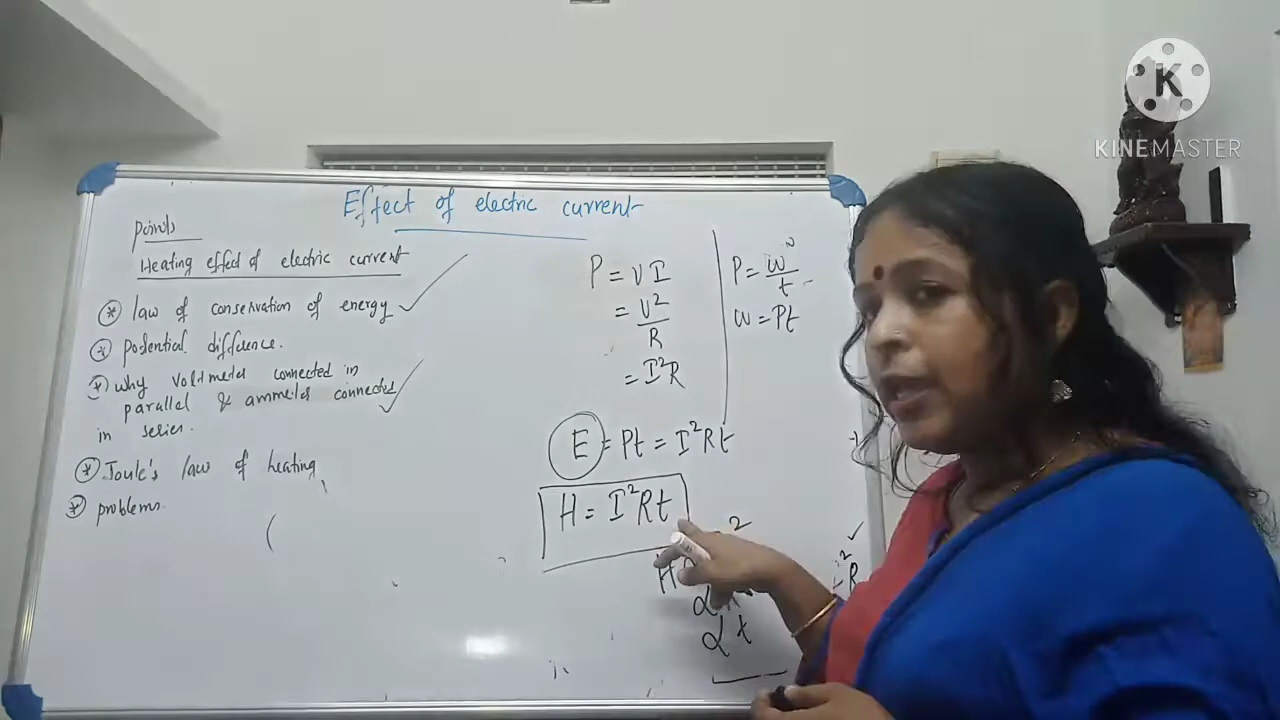 Effect of electric current
points
Heating effect of electric current
* law of conservation of energy ✓
* potential difference.
* why voltmeter connected in
parallel & ammeter connected ✓
in series.
* Joule's law of heating
* problems.
P = VI
= V²/R
= I²R
P = w/t
w = Pt
E = Pt = I²Rt
H = I²Rt
H
α t
K
KINEMASTER